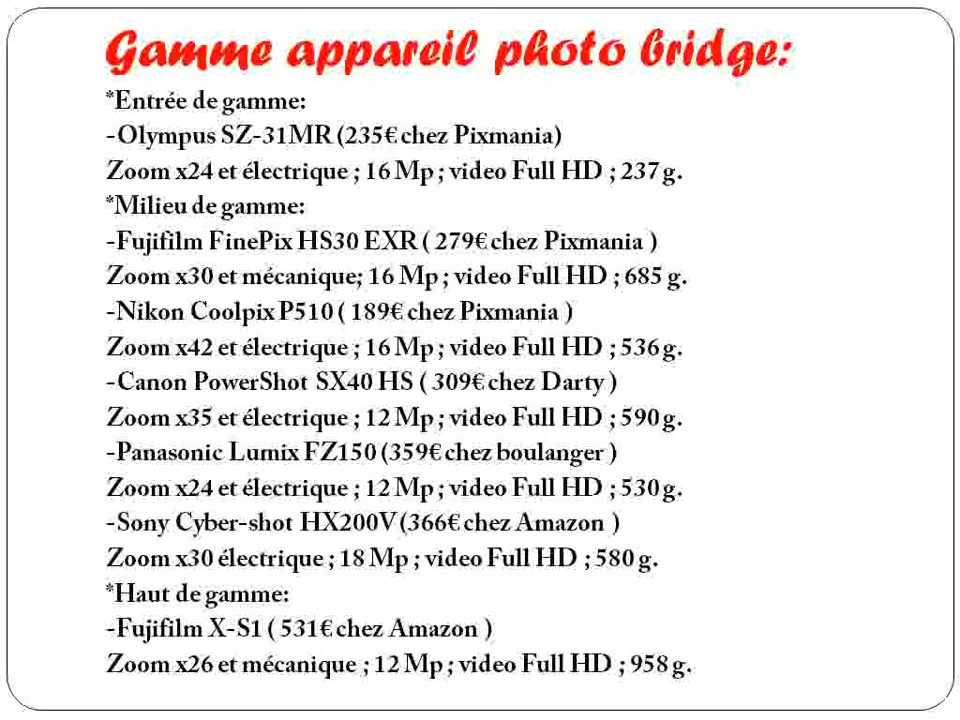 Gamme appareil photo bridge:
*Entrée de gamme:
-Olympus SZ-31MR (235€ chez Pixmania)
Zoom x24 et électrique ; 16 Mp ; video Full HD ; 237 g.
*Milieu de gamme:
-Fujifilm FinePix HS30 EXR ( 279€ chez Pixmania )
Zoom x30 et mécanique; 16 Mp ; video Full HD ; 685 g.
-Nikon Coolpix P510 ( 189€ chez Pixmania )
Zoom x42 et électrique ; 16 Mp ; video Full HD ; 536 g.
-Canon PowerShot SX40 HS ( 309€ chez Darty )
Zoom x35 et électrique ; 12 Mp ; video Full HD ; 590 g.
-Panasonic Lumix FZ150 (359€ chez boulanger )
Zoom x24 et électrique ; 12 Mp ; video Full HD ; 530 g.
-Sony Cyber-shot HX200V (366€ chez Amazon )
Zoom x30 électrique ; 18 Mp ; video Full HD ; 580 g.
*Haut de gamme:
-Fujifilm X-S1 ( 531€ chez Amazon )
Zoom x26 et mécanique ; 12 Mp ; video Full HD ; 958 g.